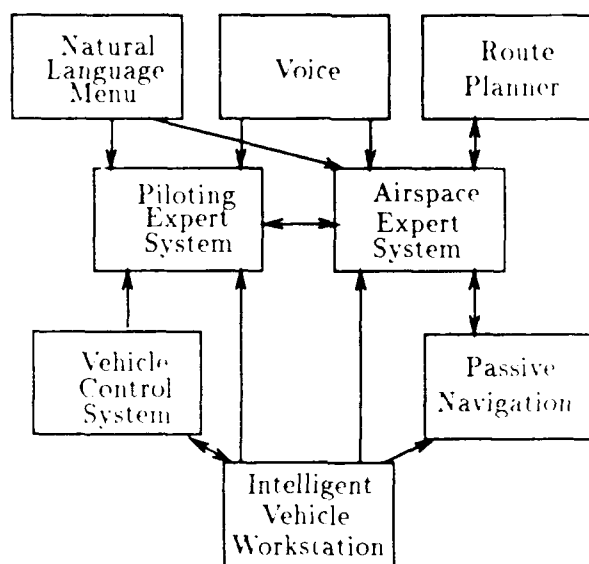 Natural
Language
Menu
Voice
Route
Planner
Piloting
Expert
System
Airspace
Expert
System
Vehicle
Control
System
Passive
Navigation
Intelligent
Vehicle
Workstation